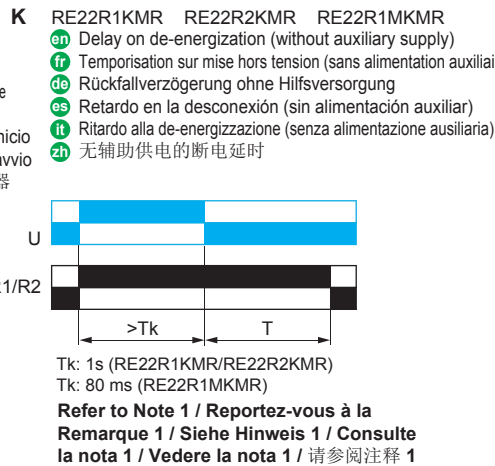 K RE22R1KMR RE22R2KMR RE22R1MKMR
en Delay on de-energization (without auxiliary supply)
fr Temporisation sur mise hors tension (sans alimentation
de Rückfallverzögerung ohne Hilfsversorgung
es Retardo en la desconexión (sin alimentación auxiliar)
it Ritardo alla de-energizzazione (senza alimentazione ausiliaria)
zh 无辅助供电的断电延时
U
R1/R2
>Tk T
Tk: 1s (RE22R1KMR/RE22R2KMR)
Tk: 80 ms (RE22R1MKMR)
Refer to Note 1 / Reportez-vous à la
Remarque 1 / Siehe Hinweis 1 / Consulte
la nota 1 / Vedere la nota 1 / 请参阅注释 1